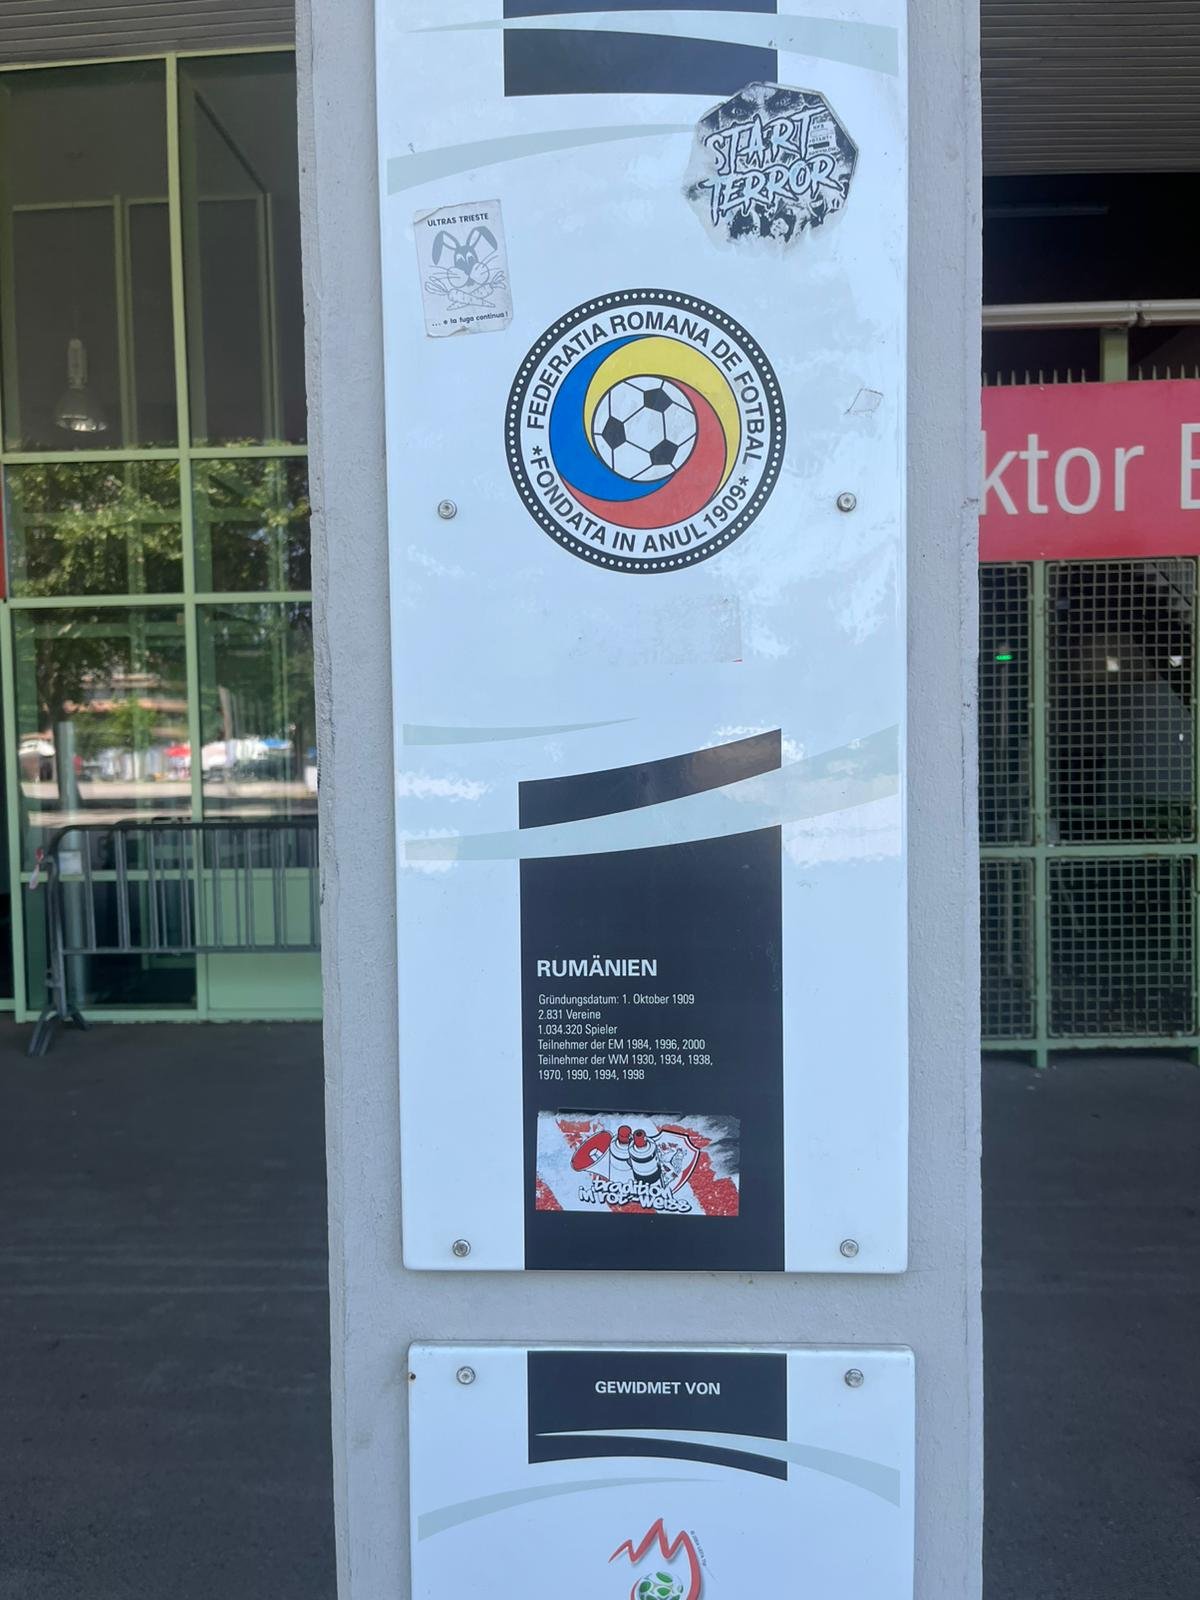 START
TERROR
ULTRAS TRIESTE
... e la fuga continua!
FEDERATIA ROMANA DE FOTBAL
*FONDATA IN ANUL 1909*
ktor
RUMÄNIEN
Gründungsdatum: 1. Oktober 1909
2.831 Vereine
1.034.320 Spieler
Teilnehmer der EM 1984, 1996, 2000
Teilnehmer der WM 1930, 1934, 1938,
1970, 1990, 1994, 1998
tradition
in rot-weiss
GEWIDMET VON